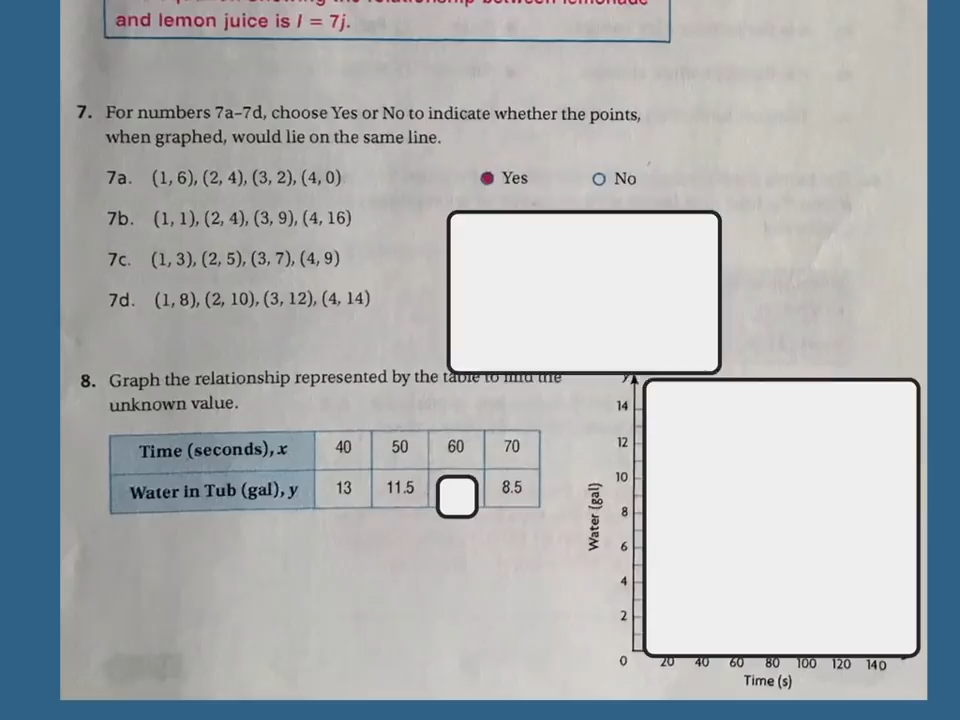 and lemon juice is l = 7j.
7. For numbers 7a–7d, choose Yes or No to indicate whether the points,
when graphed, would lie on the same line.
7a. (1, 6), (2, 4), (3, 2), (4, 0) Yes No
7b. (1, 1), (2, 4), (3, 9), (4, 16)
7c. (1, 3), (2, 5), (3, 7), (4, 9)
7d. (1, 8), (2, 10), (3, 12), (4, 14)
8. Graph the relationship represented by the table to find the
unknown value.
Time (seconds), x 40 50 60 70
Water in Tub (gal), y 13 11.5 8.5
y
14
12
10
8
6
4
2
0 20 40 60 80 100 120 140
Water (gal)
Time (s)